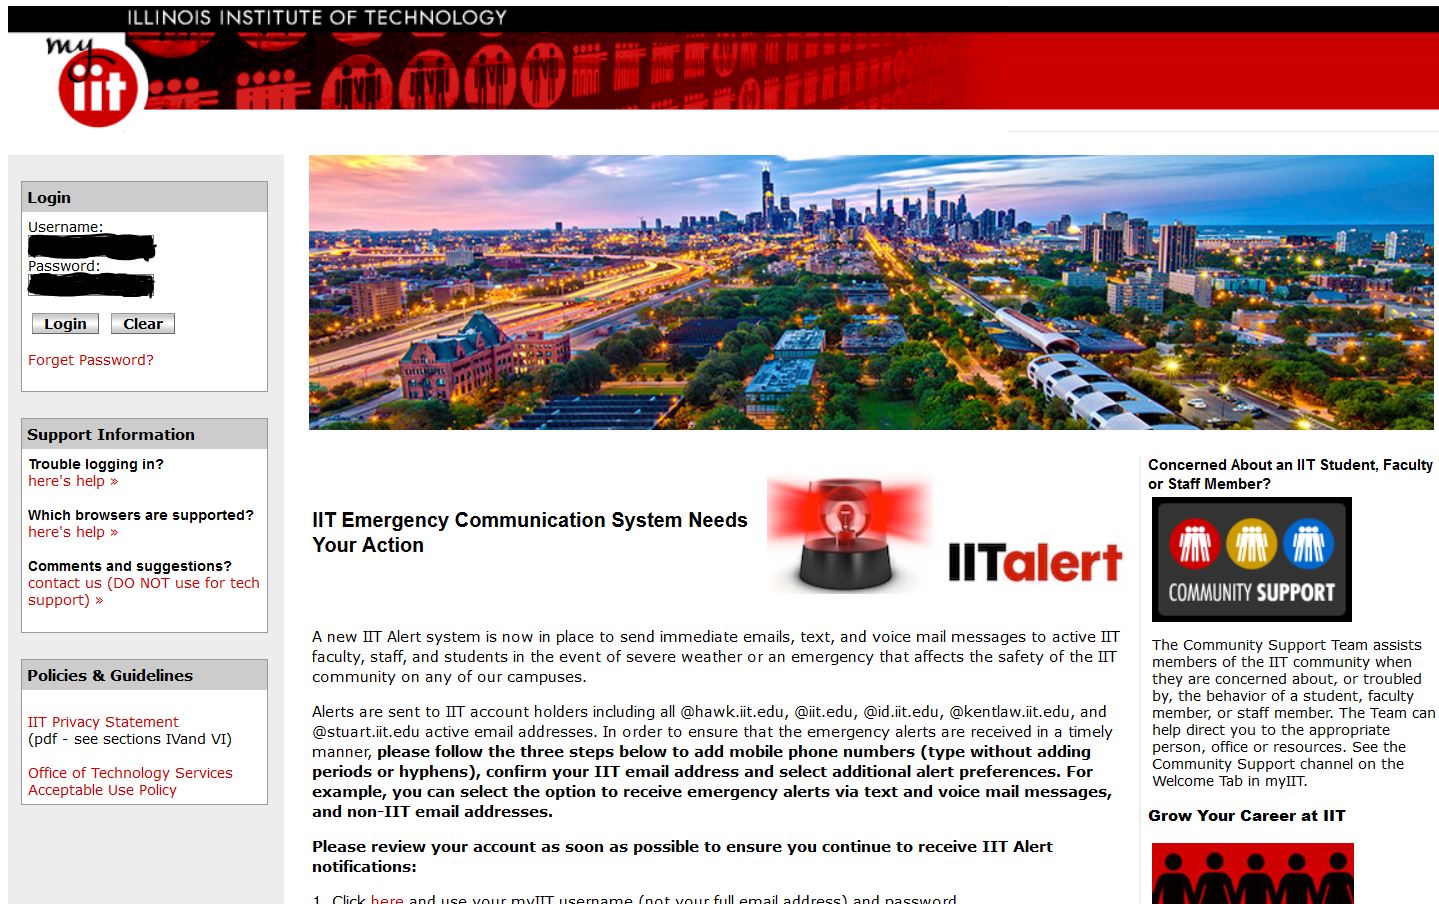 ILLINOIS INSTITUTE OF TECHNOLOGY
my
iit
Login
Username:
Password:
Login Clear
Forget Password?
Support Information
Trouble logging in?
here's help »
Which browsers are supported?
here's help »
Comments and suggestions?
contact us (DO NOT use for tech
support) »
Policies & Guidelines
IIT Privacy Statement
(pdf - see sections IVand VI)
Office of Technology Services
Acceptable Use Policy
IIT Emergency Communication System Needs
Your Action
IITalert
A new IIT Alert system is now in place to send immediate emails, text, and voice mail messages to active IIT
faculty, staff, and students in the event of severe weather or an emergency that affects the safety of the IIT
community on any of our campuses.
Alerts are sent to IIT account holders including all @hawk.iit.edu, @iit.edu, @id.iit.edu, @kentlaw.iit.edu, and
@stuart.iit.edu active email addresses. In order to ensure that the emergency alerts are received in a timely
manner, please follow the three steps below to add mobile phone numbers (type without adding
periods or hyphens), confirm your IIT email address and select additional alert preferences. For
example, you can select the option to receive emergency alerts via text and voice mail messages,
and non-IIT email addresses.
Please review your account as soon as possible to ensure you continue to receive IIT Alert
notifications:
1. Click here and use your myIIT username (not your full email address) and password
Concerned About an IIT Student, Faculty
or Staff Member?
COMMUNITY SUPPORT
The Community Support Team assists
members of the IIT community when
they are concerned about, or troubled
by, the behavior of a student, faculty
member, or staff member. The Team can
help direct you to the appropriate
person, office or resources. See the
Community Support channel on the
Welcome Tab in myIIT.
Grow Your Career at IIT